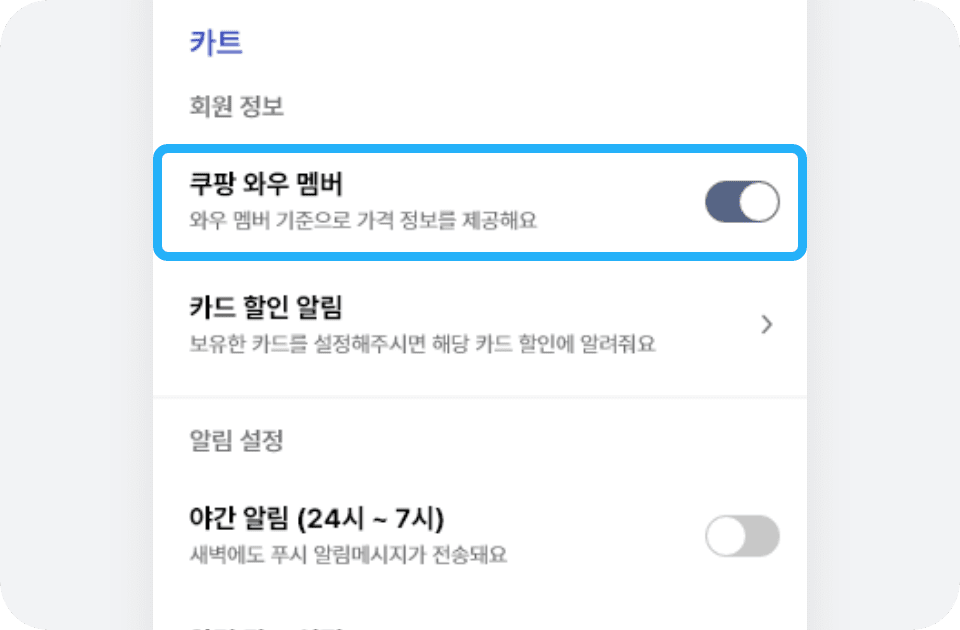 카트
회원 정보
쿠팡 와우 멤버
와우 멤버 기준으로 가격 정보를 제공해요
카드 할인 알림
보유한 카드를 설정해주시면 해당 카드 할인에 알려줘요
알림 설정
야간 알림 (24시 ~ 7시)
새벽에도 푸시 알림메시지가 전송돼요